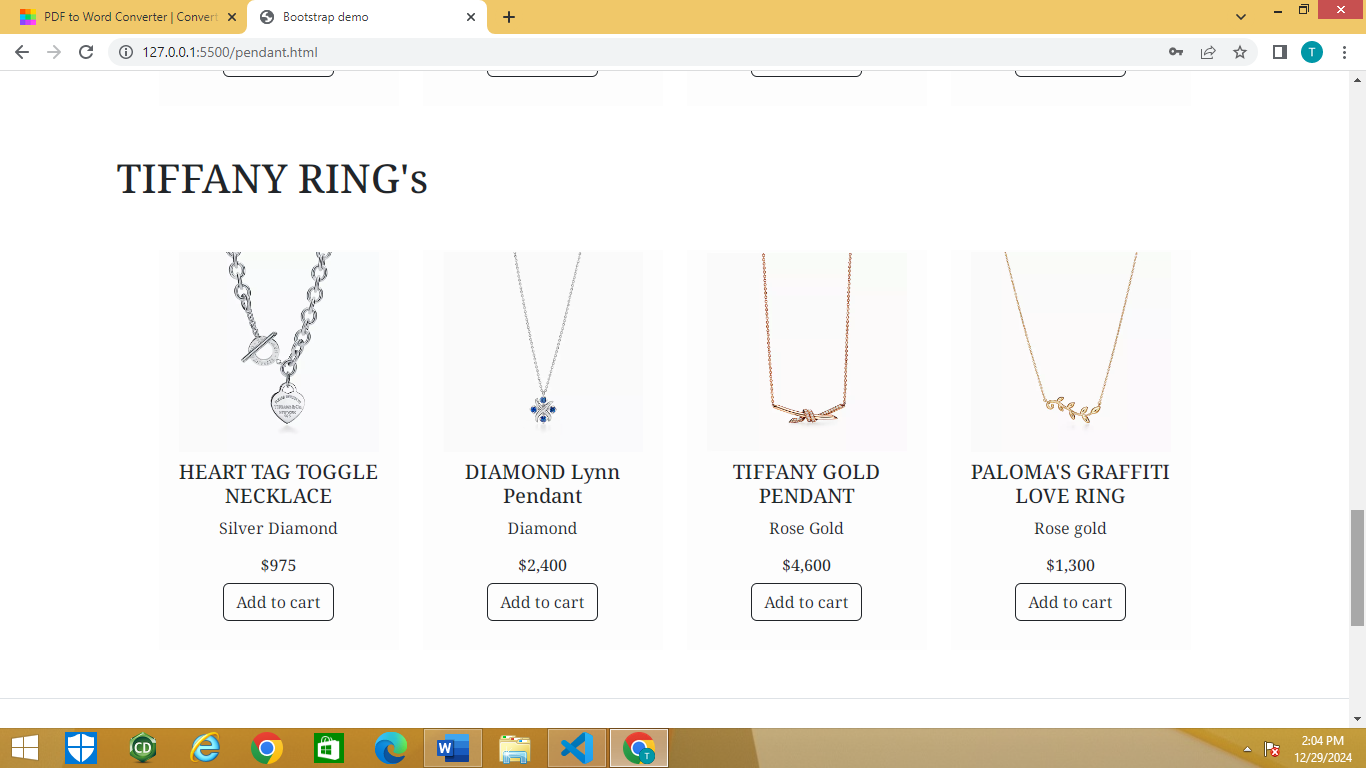 PDF to Word Converter | Convert
Bootstrap demo
127.0.0.1:5500/pendant.html
T
TIFFANY RING's
HEART TAG TOGGLE
NECKLACE
Silver Diamond
$975
Add to cart
DIAMOND Lynn
Pendant
Diamond
$2,400
Add to cart
TIFFANY GOLD
PENDANT
Rose Gold
$4,600
Add to cart
PALOMA'S GRAFFITI
LOVE RING
Rose gold
$1,300
Add to cart
CD
W
T
2:04 PM
12/29/2024